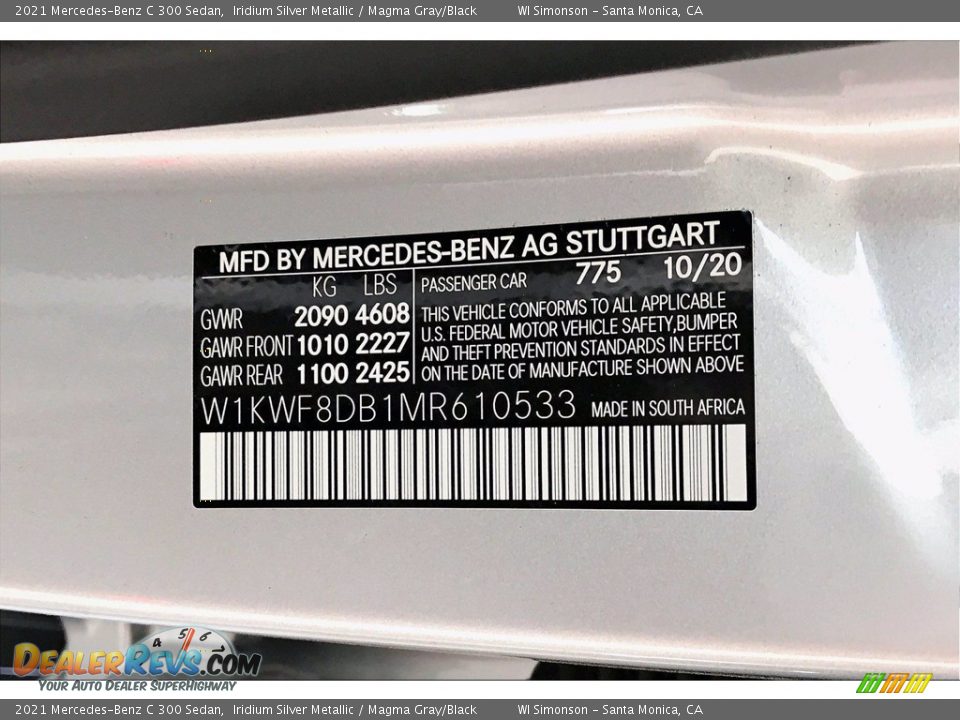 2021 Mercedes-Benz C 300 Sedan,  Iridium Silver Metallic / Magma Gray/Black WI Simonson - Santa Monica, CA
MFD BY MERCEDES-BENZ AG STUTTGART
KG LBS
GWWR 2090 4608
GAWR FRONT 1010 2227
GAWR REAR 1100 2425
PASSENGER CAR 775 10/20
THIS VEHICLE CONFORMS TO ALL APPLICABLE
U.S. FEDERAL MOTOR VEHICLE SAFETY,BUMPER
AND THEFT PREVENTION STANDARDS IN EFFECT
ON THE DATE OF MANUFACTURE SHOWN ABOVE
W1KWF8DB1MR610533 MADE IN SOUTH AFRICA
4 5 6
DEALERREVS.COM
YOUR AUTO DEALER SUPERHIGHWAY
2021 Mercedes-Benz C 300 Sedan,  Iridium Silver Metallic / Magma Gray/Black WI Simonson - Santa Monica, CA